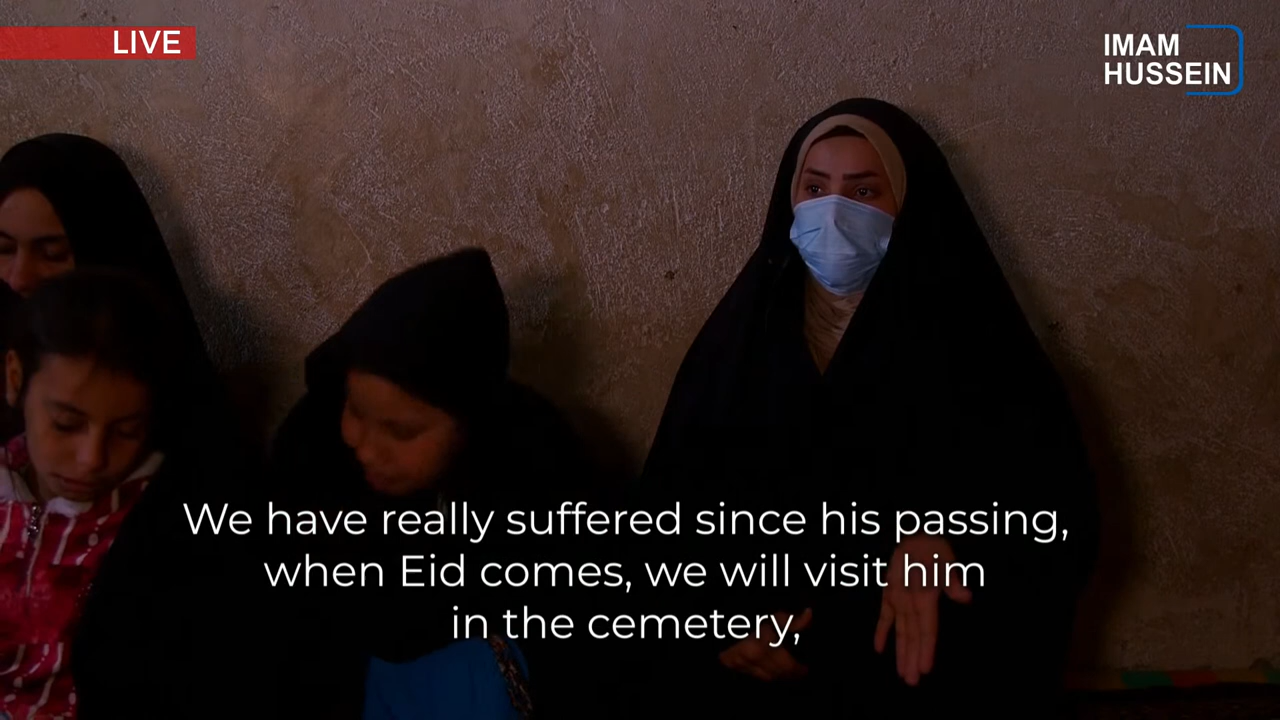 LIVE
IMAM
HUSSEIN
We have really suffered since his passing,
when Eid comes, we will visit him
in the cemetery,